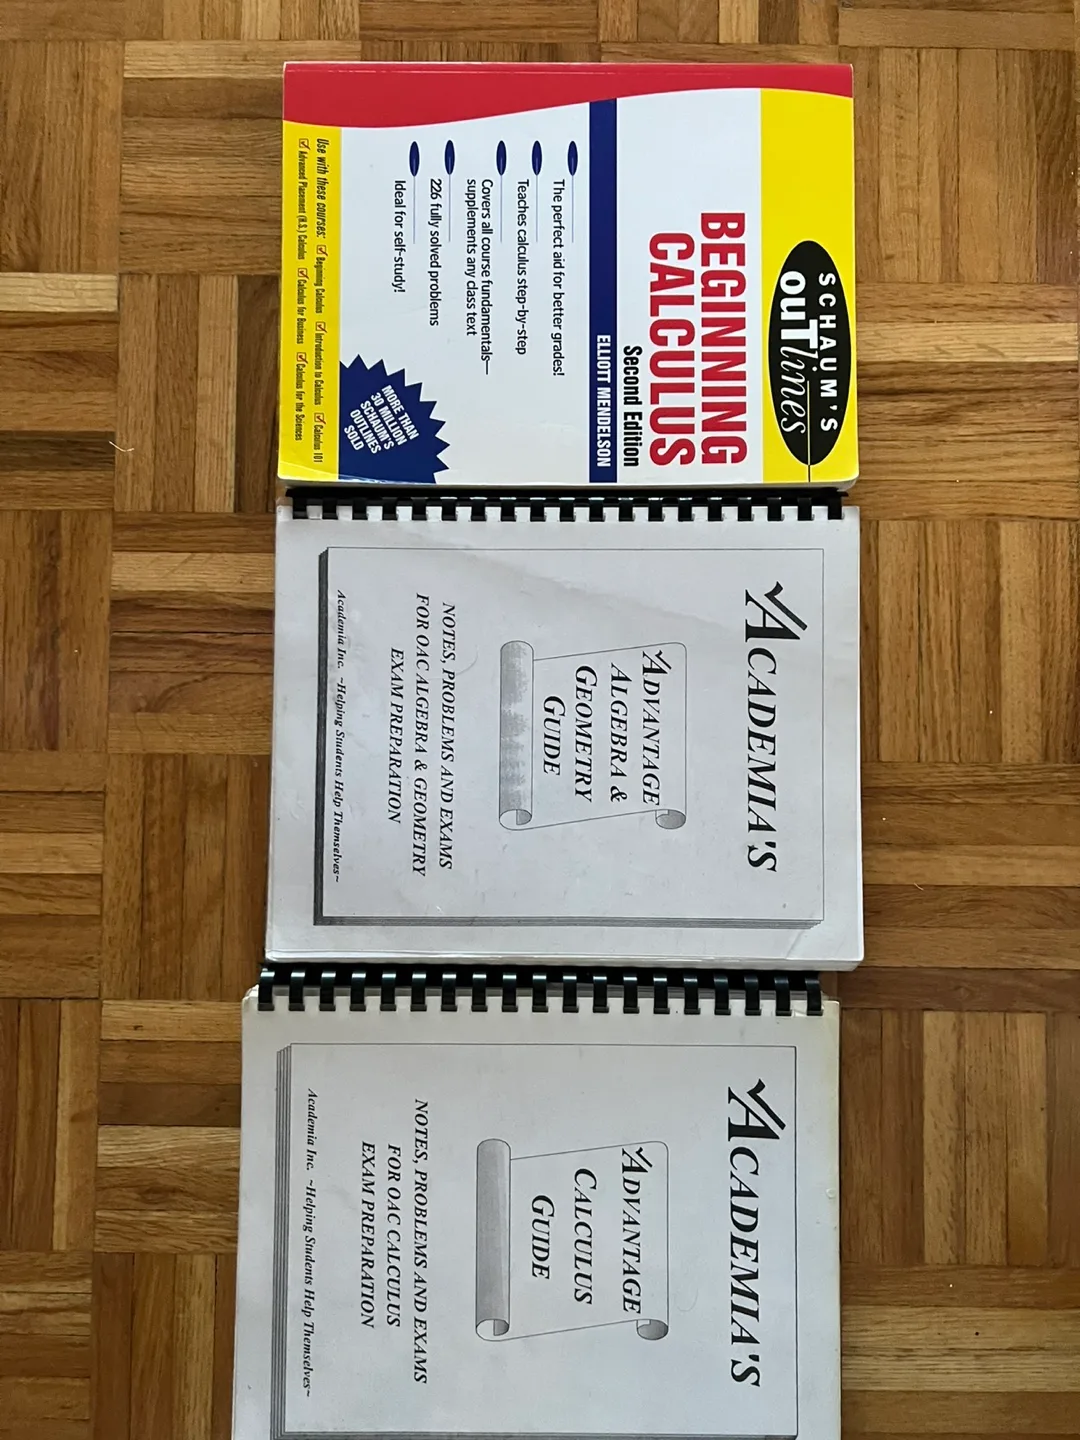 SCHAUM'S
ouTlines
BEGINNING
CALCULUS
Second Edition
ELLIOTT MENDELSON
The perfect aid for better grades!
Teaches calculus step-by-step
Covers all course fundamentals—
supplements any class text
226 fully solved problems
Ideal for self-study!
MORE THAN
30 MILLION
SCHAUM'S
OUTLINES
SOLD
Use with these courses: ☑ Beginning Calculus ☑ Introduction to Calculus ☑ Calculus 101
☑ Advanced Placement (H.S.) Calculus ☑ Calculus for Business ☑ Calculus for the Sciences
ACADEMIA'S
ADVANTAGE
ALGEBRA &
GEOMETRY
GUIDE
NOTES, PROBLEMS AND EXAMS
FOR OAC ALGEBRA & GEOMETRY
EXAM PREPARATION
Academia Inc. ~Helping Students Help Themselves~
ACADEMIA'S
ADVANTAGE
CALCULUS
GUIDE
NOTES, PROBLEMS AND EXAMS
FOR OAC CALCULUS
EXAM PREPARATION
Academia Inc. ~Helping Students Help Themselves~